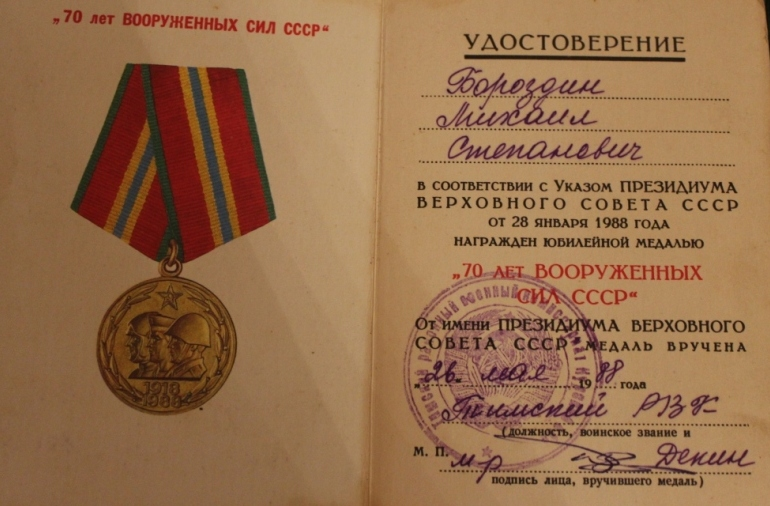 „70 лет ВООРУЖЕННЫХ СИЛ СССР“
1918
1988
УДОСТОВЕРЕНИЕ
Бороздин
Михаил
Степанович
В СООТВЕТСТВИИ С УКАЗОМ ПРЕЗИДИУМА
ВЕРХОВНОГО СОВЕТА СССР
ОТ 28 ЯНВАРЯ 1988 ГОДА
НАГРАЖДЕН ЮБИЛЕЙНОЙ МЕДАЛЬЮ
„70 лет ВООРУЖЕННЫХ
СИЛ СССР“
ОТ ИМЕНИ ПРЕЗИДИУМА ВЕРХОВНОГО
СОВЕТА СССР МЕДАЛЬ ВРУЧЕНА
„26 мая 1988 года
Тимский РВК
(должность, воинское звание и
М. П. м-р Депин
подпись лица, вручившего медаль)